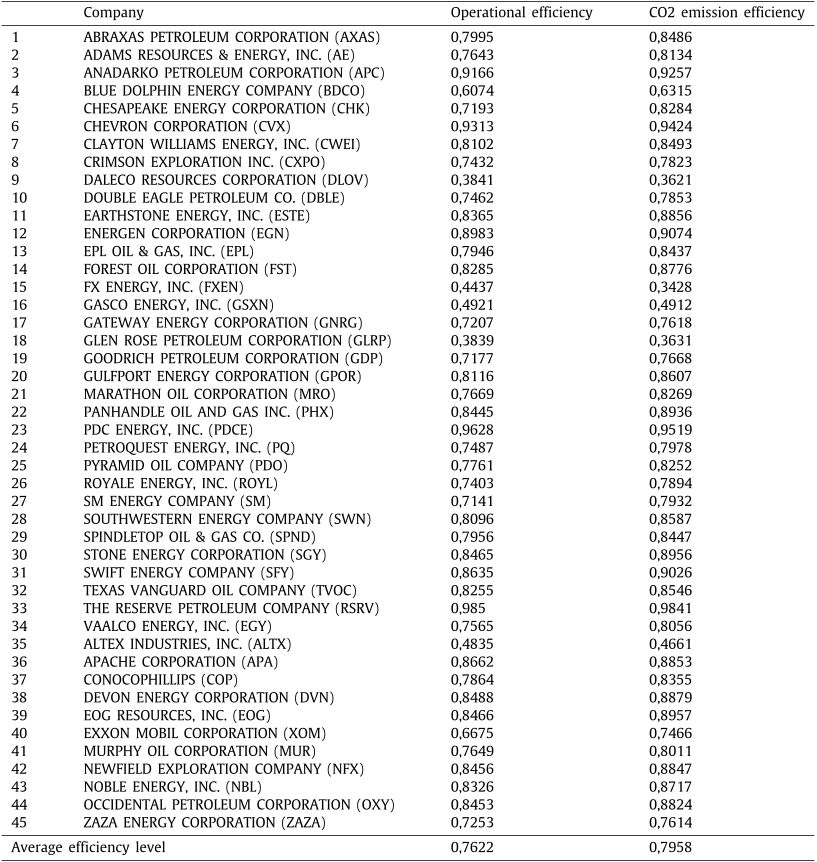 Company Operational efficiency CO2 emission efficiency
1 ABRAXAS PETROLEUM CORPORATION (AXAS) 0,7995 0,8486
2 ADAMS RESOURCES & ENERGY, INC. (AE) 0,7643 0,8134
3 ANADARKO PETROLEUM CORPORATION (APC) 0,9166 0,9257
4 BLUE DOLPHIN ENERGY COMPANY (BDCO) 0,6074 0,6315
5 CHESAPEAKE ENERGY CORPORATION (CHK) 0,7193 0,8284
6 CHEVRON CORPORATION (CVX) 0,9313 0,9424
7 CLAYTON WILLIAMS ENERGY, INC. (CWEI) 0,8102 0,8493
8 CRIMSON EXPLORATION INC. (CXPO) 0,7432 0,7823
9 DALECO RESOURCES CORPORATION (DLOV) 0,3841 0,3621
10 DOUBLE EAGLE PETROLEUM CO. (DBLE) 0,7462 0,7853
11 EARTHSTONE ENERGY, INC. (ESTE) 0,8365 0,8856
12 ENERGEN CORPORATION (EGN) 0,8983 0,9074
13 EPL OIL & GAS, INC. (EPL) 0,7946 0,8437
14 FOREST OIL CORPORATION (FST) 0,8285 0,8776
15 FX ENERGY, INC. (FXEN) 0,4437 0,3428
16 GASCO ENERGY, INC. (GSXN) 0,4921 0,4912
17 GATEWAY ENERGY CORPORATION (GNRG) 0,7207 0,7618
18 GLEN ROSE PETROLEUM CORPORATION (GLRP) 0,3839 0,3631
19 GOODRICH PETROLEUM CORPORATION (GDP) 0,7177 0,7668
20 GULFPORT ENERGY CORPORATION (GPOR) 0,8116 0,8607
21 MARATHON OIL CORPORATION (MRO) 0,7669 0,8269
22 PANHANDLE OIL AND GAS INC. (PHX) 0,8445 0,8936
23 PDC ENERGY, INC. (PDCE) 0,9628 0,9519
24 PETROQUEST ENERGY, INC. (PQ) 0,7487 0,7978
25 PYRAMID OIL COMPANY (PDO) 0,7761 0,8252
26 ROYALE ENERGY, INC. (ROYL) 0,7403 0,7894
27 SM ENERGY COMPANY (SM) 0,7141 0,7932
28 SOUTHWESTERN ENERGY COMPANY (SWN) 0,8096 0,8587
29 SPINDLETOP OIL & GAS CO. (SPND) 0,7956 0,8447
30 STONE ENERGY CORPORATION (SGY) 0,8465 0,8956
31 SWIFT ENERGY COMPANY (SFY) 0,8635 0,9026
32 TEXAS VANGUARD OIL COMPANY (TVOC) 0,8255 0,8546
33 THE RESERVE PETROLEUM COMPANY (RSRV) 0,985 0,9841
34 VAALCO ENERGY, INC. (EGY) 0,7565 0,8056
35 ALTEX INDUSTRIES, INC. (ALTX) 0,4835 0,4661
36 APACHE CORPORATION (APA) 0,8662 0,8853
37 CONOCOPHILLIPS (COP) 0,7864 0,8355
38 DEVON ENERGY CORPORATION (DVN) 0,8488 0,8879
39 EOG RESOURCES, INC. (EOG) 0,8466 0,8957
40 EXXON MOBIL CORPORATION (XOM) 0,6675 0,7466
41 MURPHY OIL CORPORATION (MUR) 0,7649 0,8011
42 NEWFIELD EXPLORATION COMPANY (NFX) 0,8456 0,8847
43 NOBLE ENERGY, INC. (NBL) 0,8326 0,8717
44 OCCIDENTAL PETROLEUM CORPORATION (OXY) 0,8453 0,8824
45 ZAZA ENERGY CORPORATION (ZAZA) 0,7253 0,7614
Average efficiency level 0,7622 0,7958